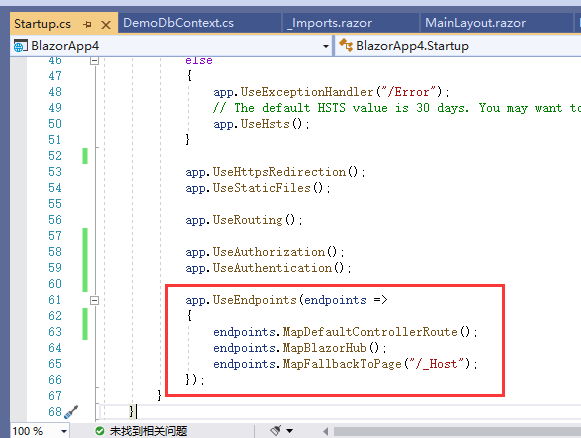 Startup.cs DemoDbContext.cs _Imports.razor MainLayout.razor
BlazorApp4 BlazorApp4.Startup
46 else
47 {
48 app.UseExceptionHandler("/Error");
49 // The default HSTS value is 30 days. You may want to
50 app.UseHsts();
51 }
52
53 app.UseHttpsRedirection();
54 app.UseStaticFiles();
55
56 app.UseRouting();
57
58 app.UseAuthorization();
59 app.UseAuthentication();
60
61 app.UseEndpoints(endpoints =>
62 {
63 endpoints.MapDefaultControllerRoute();
64 endpoints.MapBlazorHub();
65 endpoints.MapFallbackToPage("/_Host");
66 });
67 }
68 }
100 % 未找到相关问题